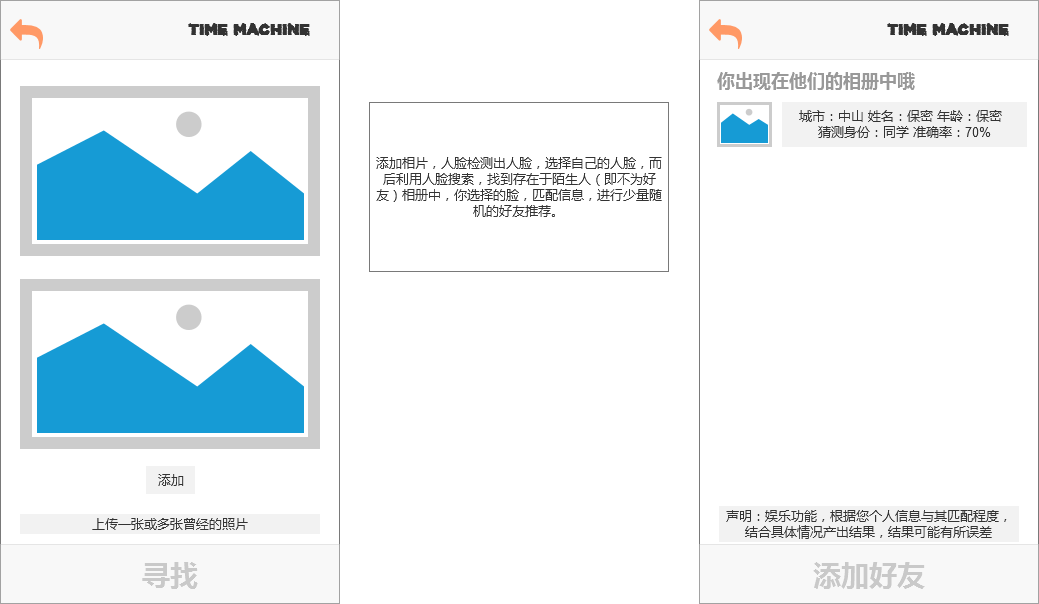 TIME MACHINE
添加
上传一张或多张曾经的照片
寻找
添加相片，人脸检测出人脸，选择自己的人脸，而
后利用人脸搜索，找到存在于陌生人（即不为好
友）相册中，你选择的脸，匹配信息，进行少量随
机的好友推荐。
TIME MACHINE
你出现在他们的相册中哦
城市：中山 姓名：保密 年龄：保密
猜测身份：同学 准确率：70%
声明：娱乐功能，根据您个人信息与其匹配程度，
结合具体情况产出结果，结果可能有所误差
添加好友